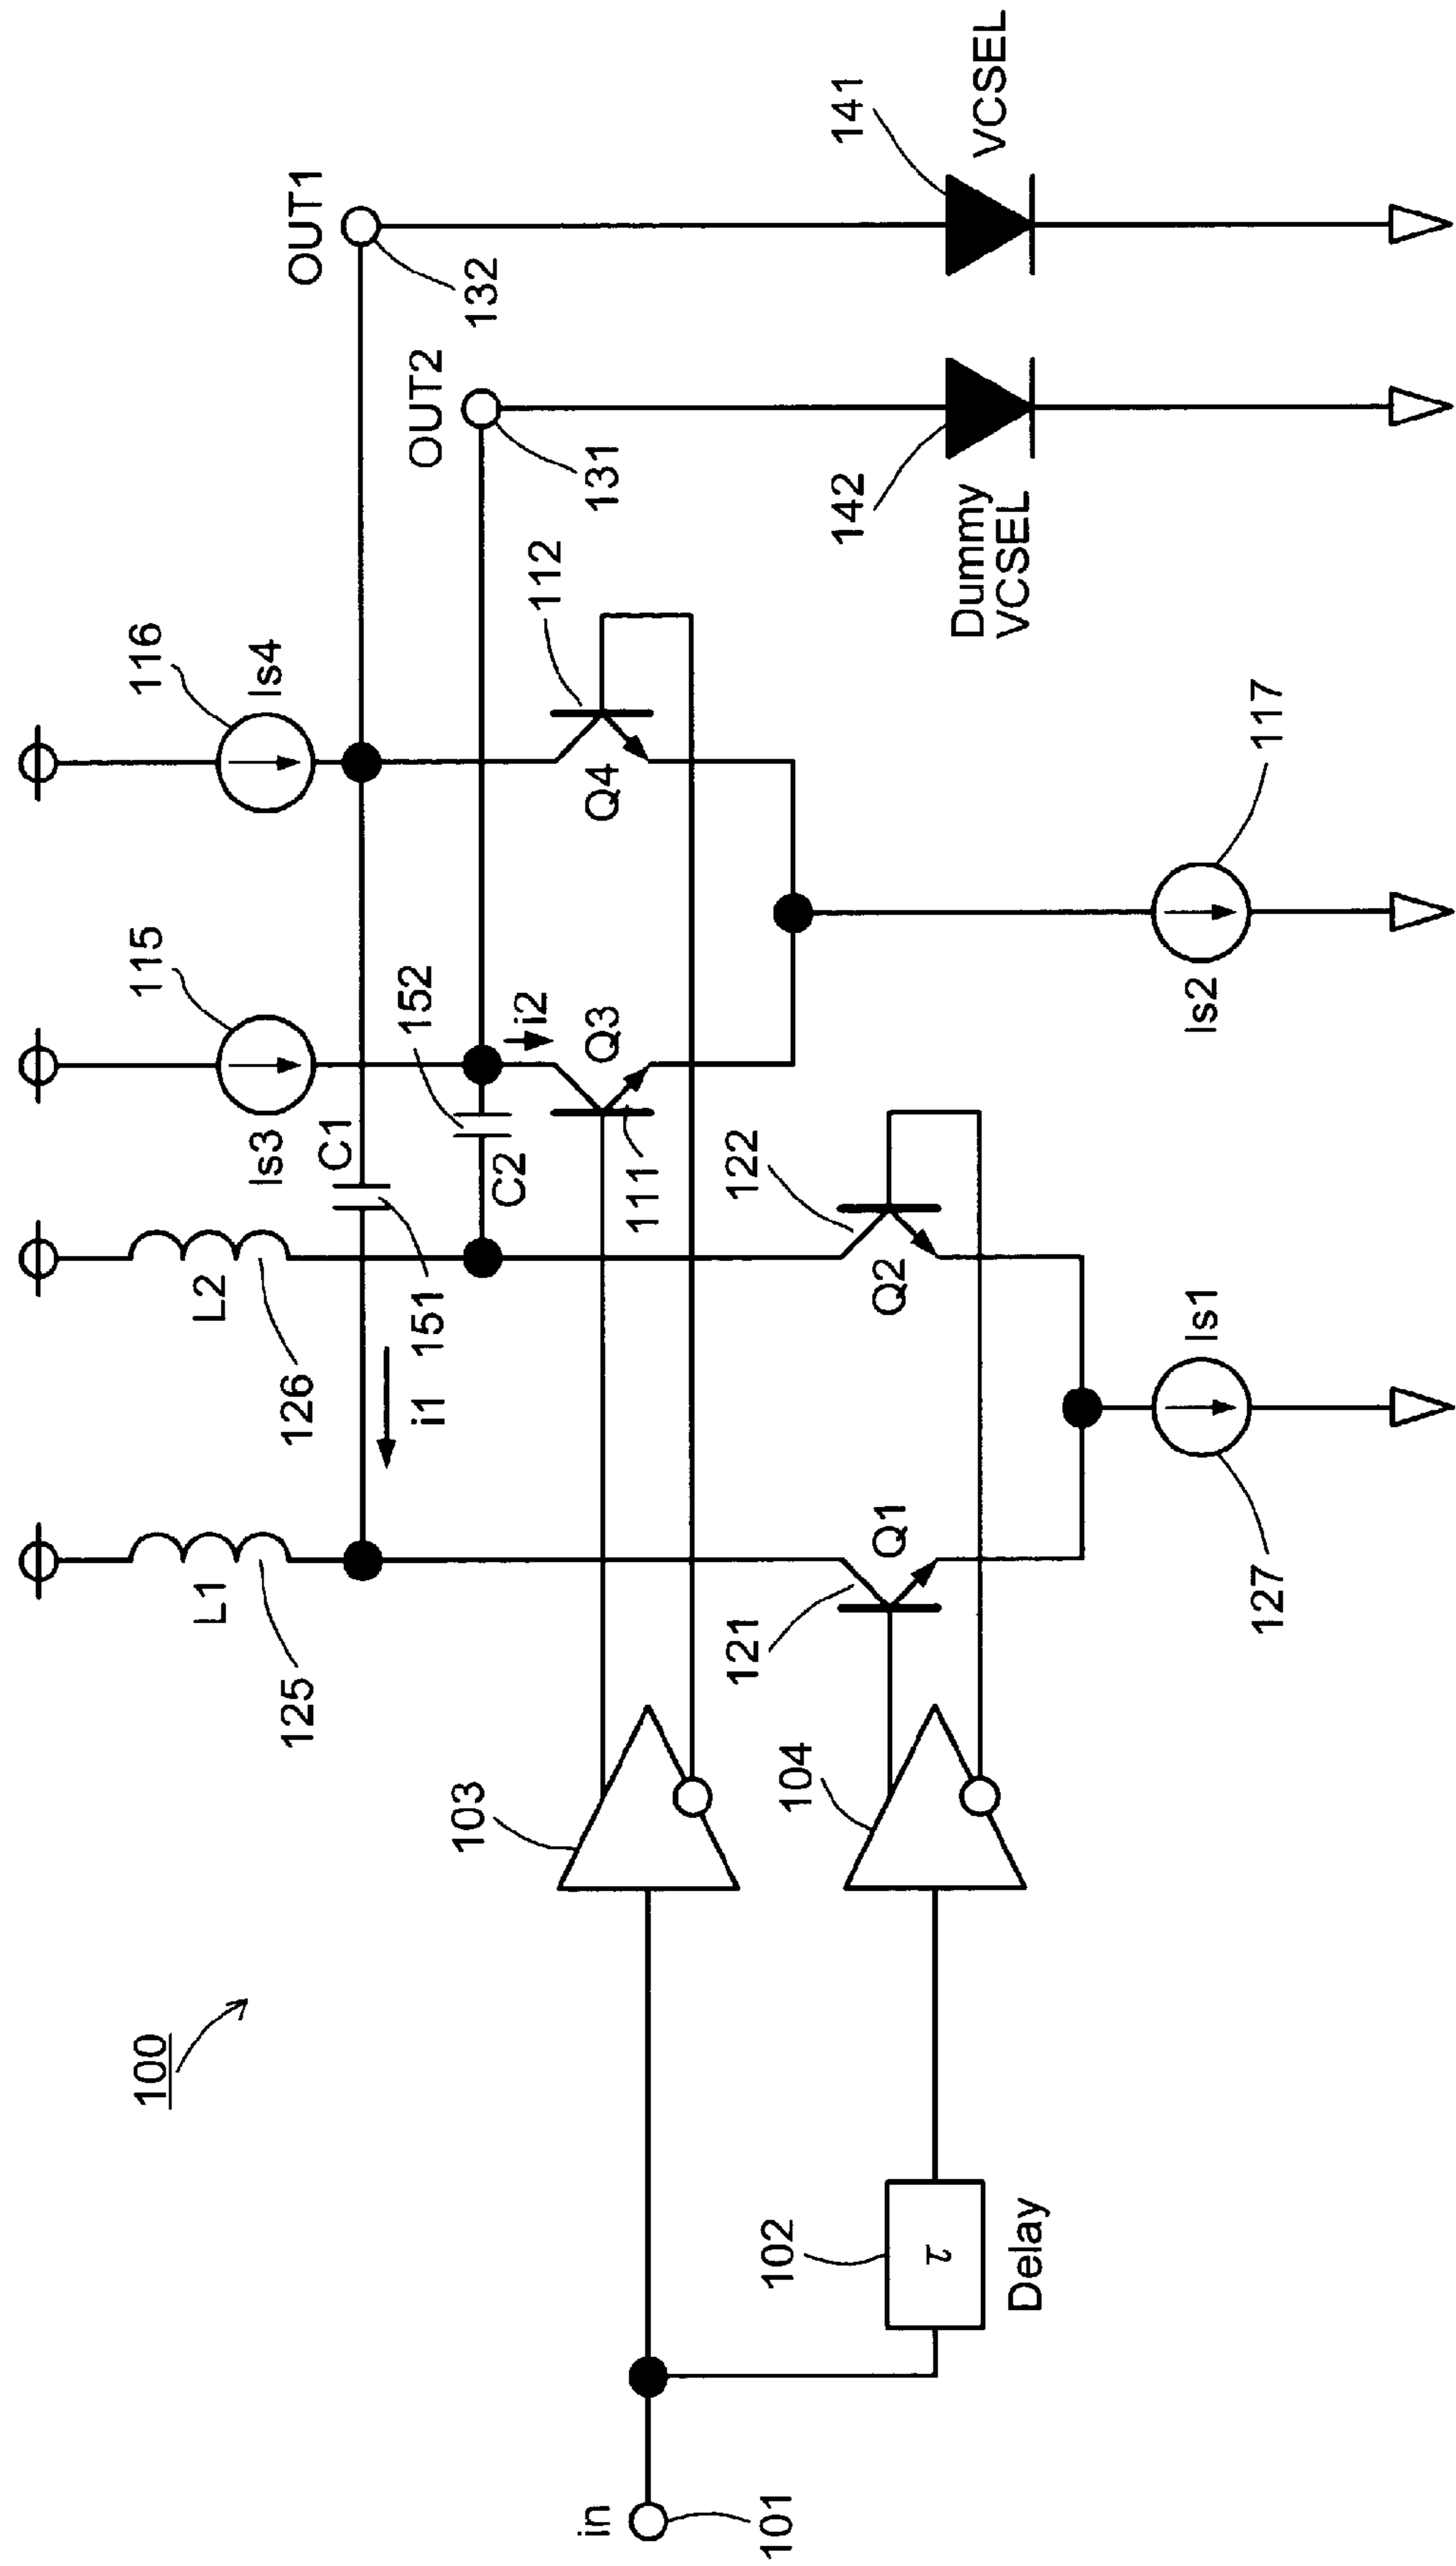 100
in
101
102
Delay
τ
103
104
L1
125
L2
126
i1
C1
151
C2
152
Is3
115
Is4
116
i2
Q3
111
Q4
112
Q1
121
Q2
122
Is1
127
Is2
117
OUT1
132
OUT2
131
141
VCSEL
142
Dummy
VCSEL